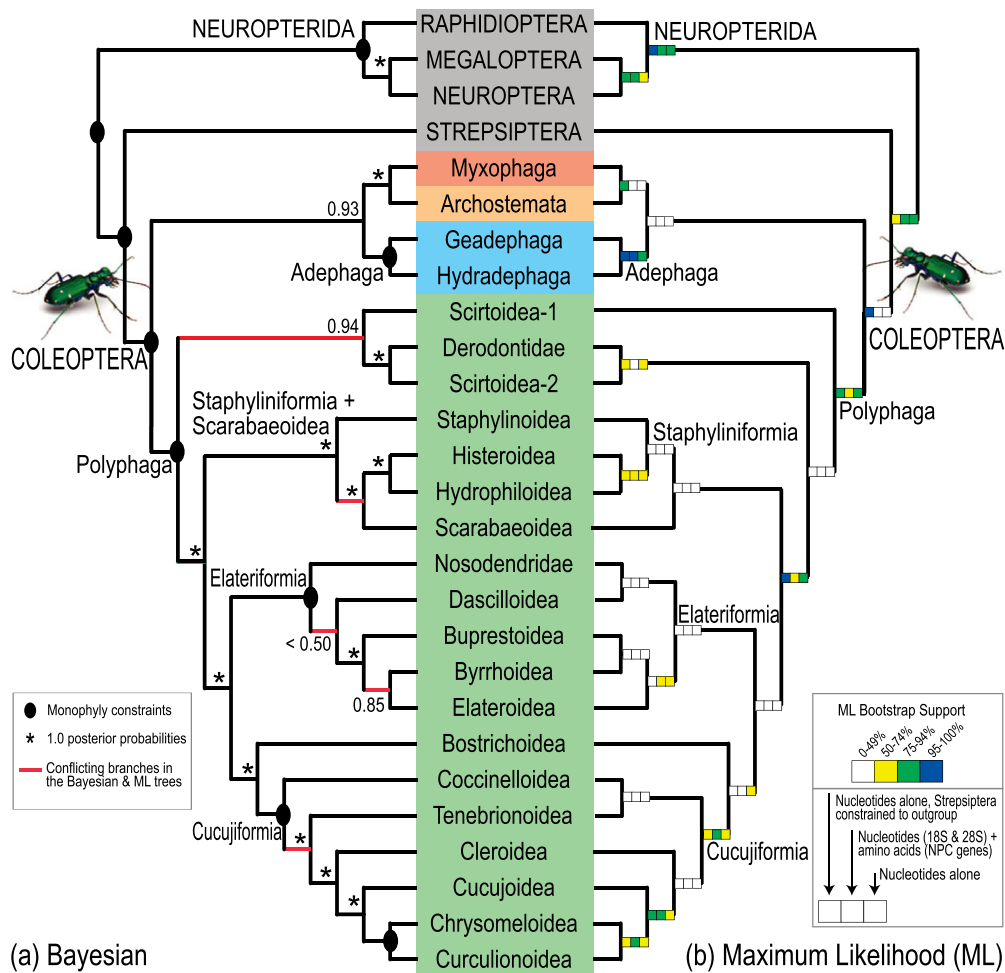 NEUROPTERIDA
RAPHIDIOPTERA
NEUROPTERIDA
*
MEGALOPTERA
NEUROPTERA
STREPSIPTERA
*
Myxophaga
0.93
Archostemata
Geadephaga
Adephaga
Hydradephaga
Adephaga
COLEOPTERA
0.94
Scirtoidea-1
COLEOPTERA
*
Derodontidae
Scirtoidea-2
Polyphaga
Staphyliniformia +
Scarabaeoidea
*
Staphylinoidea
Staphyliniformia
Polyphaga
*
Histeroidea
*
Hydrophiloidea
Scarabaeoidea
*
Elateriformia
Nosodendridae
Dascilloidea
Elateriformia
< 0.50
*
Buprestoidea
Byrrhoidea
*
0.85
Elateroidea
Monophyly constraints
* 1.0 posterior probabilities
Conflicting branches in
the Bayesian & ML trees
*
Bostrichoidea
Coccinelloidea
Cucujiformia
*
Tenebrionoidea
Cucujiformia
*
Cleroidea
*
Cucujoidea
Chrysomeloidea
Curculionoidea
ML Bootstrap Support
0-49%
50-74%
75-94%
95-100%
Nucleotides alone, Strepsiptera
constrained to outgroup
Nucleotides (18S & 28S) +
amino acids (NPC genes)
Nucleotides alone
(a) Bayesian
(b) Maximum Likelihood (ML)